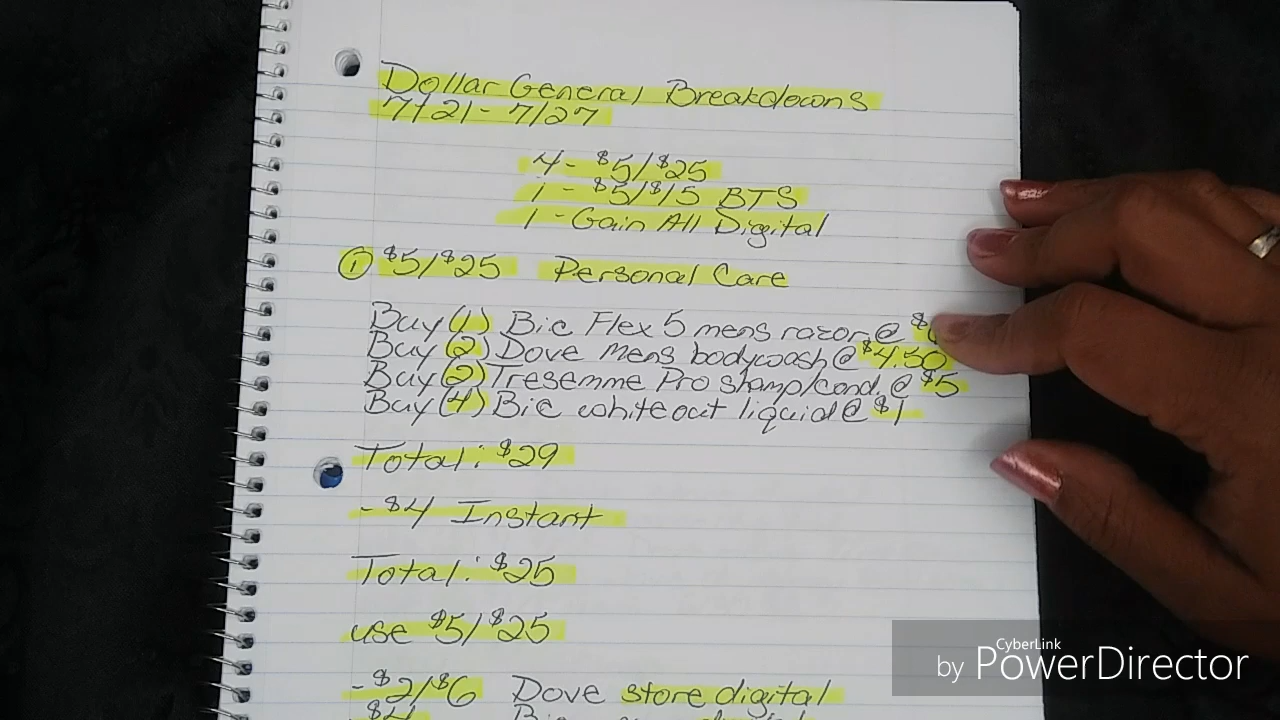 Dollar General Breakdowns
7/21 - 7/27
4 - $5/$25
1 - $5/$15 BTS
1 - Gain All Digital
① $5/$25 Personal Care
Buy (1) Bic Flex 5 mens razor @
Buy (2) Dove mens bodywash @ $4.50
Buy (2) Tresemme Pro shamp/cond. @ $5
Buy (4) Bic whiteout liquid @ $1
Total: $29
- $4 Instant
Total: $25
use $5/$25
- $2/$6 Dove store digital
CyberLink
by PowerDirector